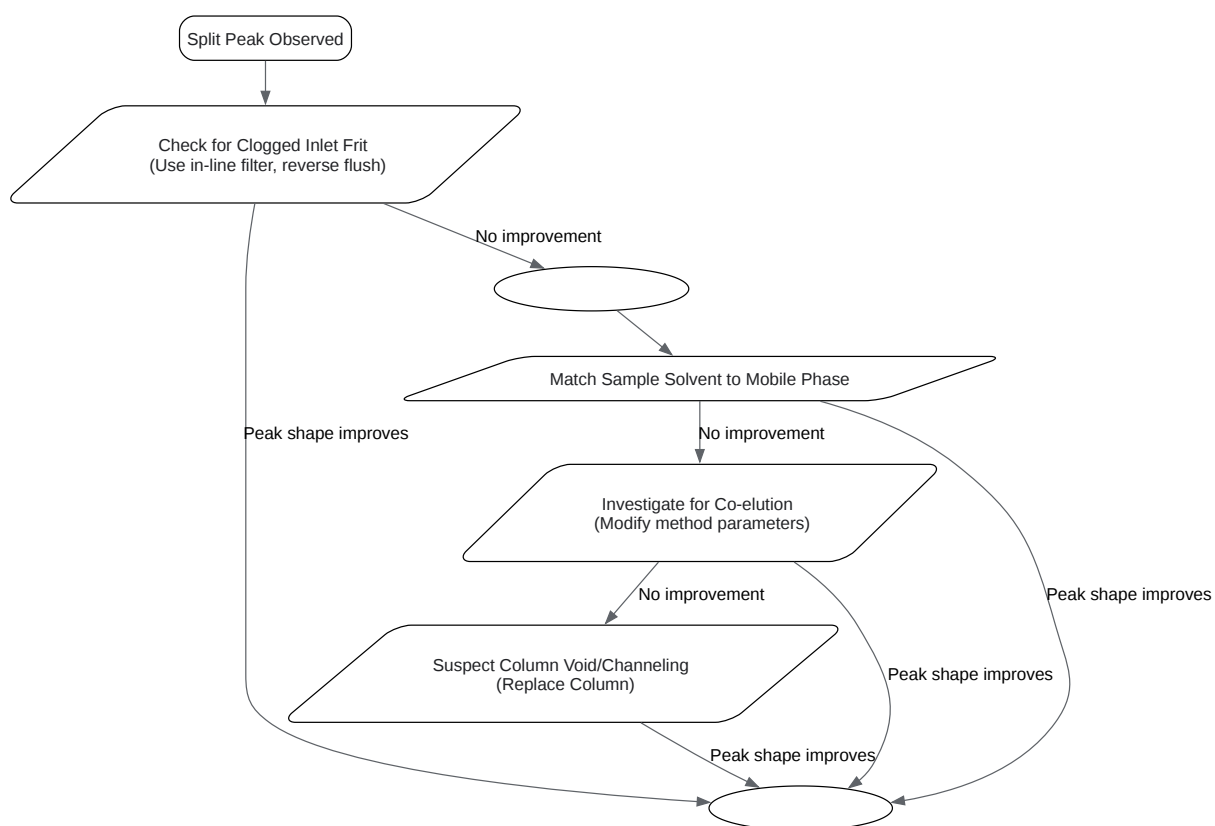 Split Peak Observed
Check for Clogged Inlet Frit
(Use in-line filter, reverse flush)
No improvement
Match Sample Solvent to Mobile Phase
Peak shape improves
No improvement
Investigate for Co-elution
(Modify method parameters)
No improvement
Peak shape improves
Suspect Column Void/Channeling
(Replace Column)
Peak shape improves
Peak shape improves